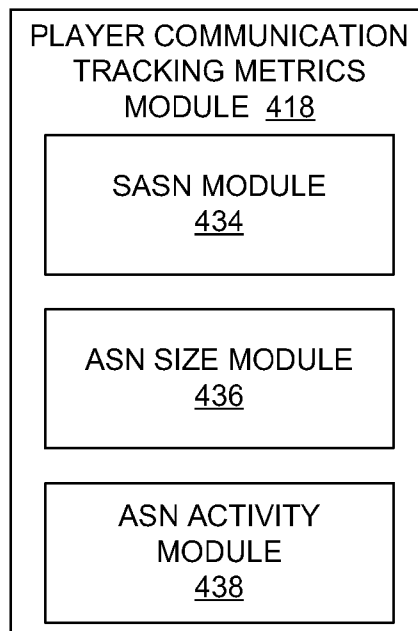 PLAYER COMMUNICATION
TRACKING METRICS
MODULE 418
SASN MODULE
434
ASN SIZE MODULE
436
ASN ACTIVITY
MODULE
438